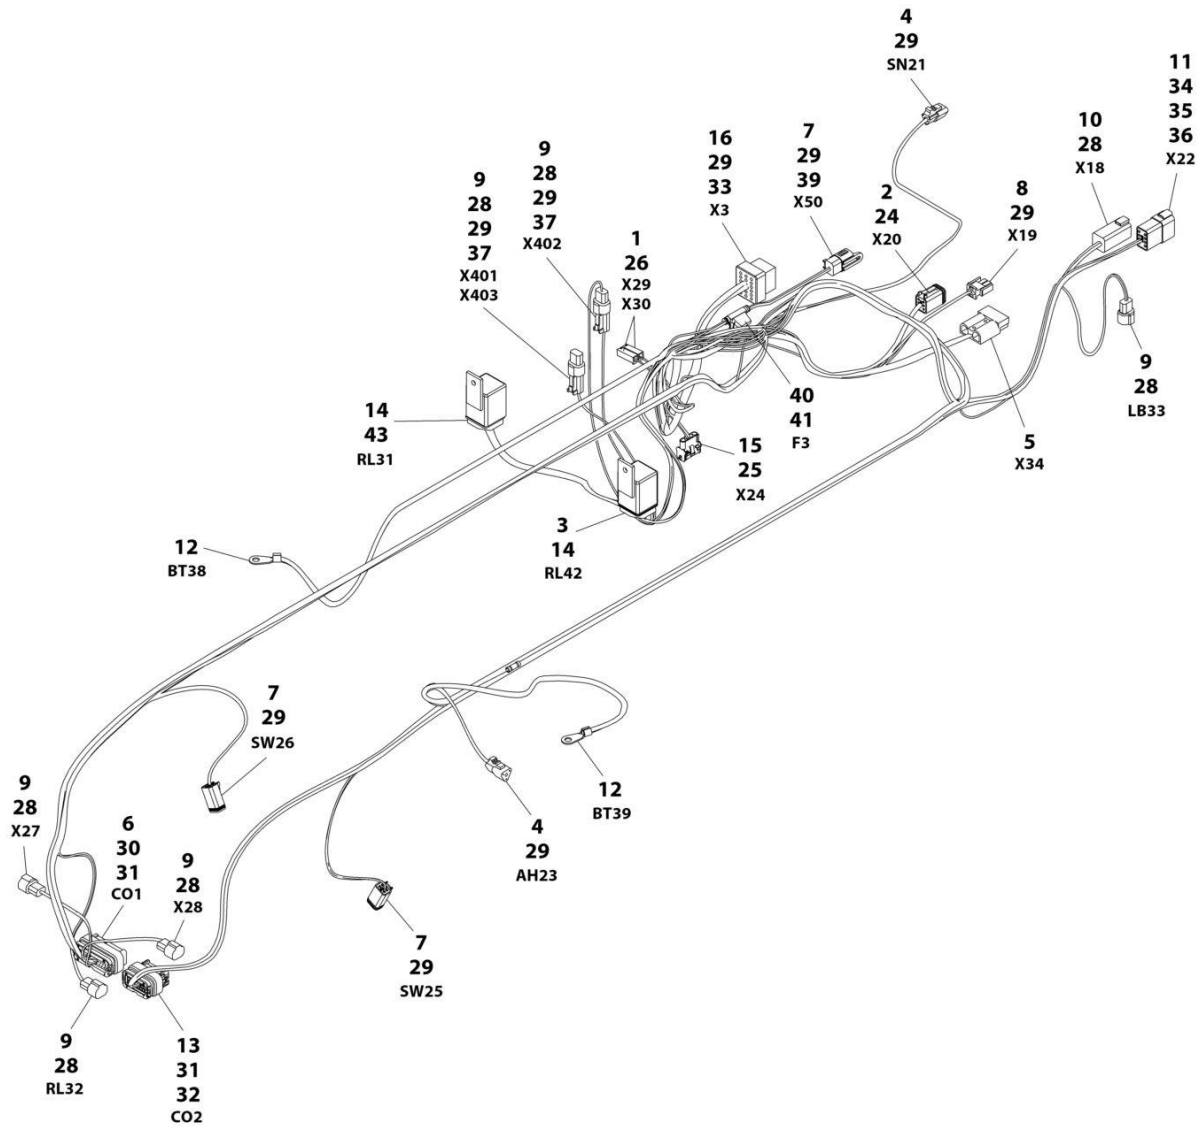 4
29
SN21
11
34
35
36
X22
10
28
X18
16
29
33
X3
7
29
39
X50
9
28
29
37
X402
9
28
29
37
X401
X403
2
24
X20
8
29
X19
1
26
X29
X30
9
28
LB33
14
43
RL31
40
41
F3
5
X34
15
25
X24
3
14
RL42
12
BT38
7
29
SW26
12
BT39
9
28
X27
6
30
31
CO1
9
28
X28
4
29
AH23
7
29
SW25
9
28
RL32
13
31
32
CO2